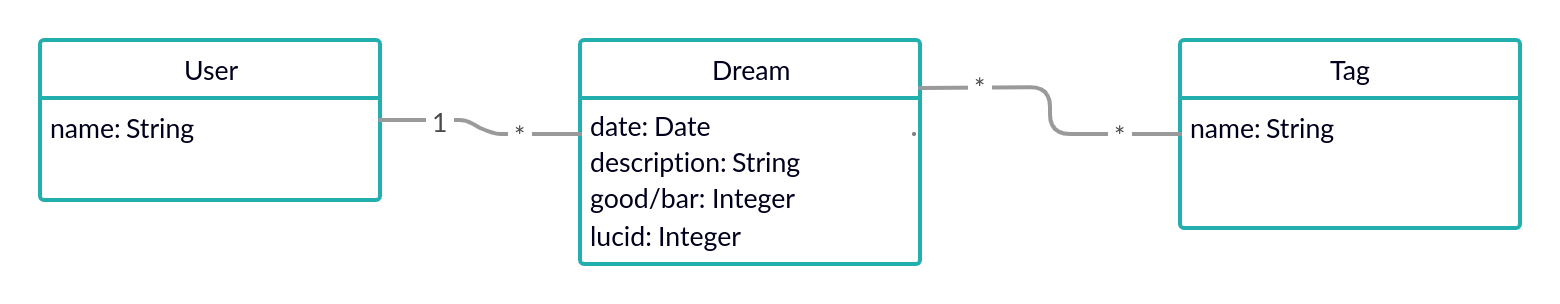 User
name: String
1
*
Dream
date: Date
description: String
good/bar: Integer
lucid: Integer
*
*
Tag
name: String